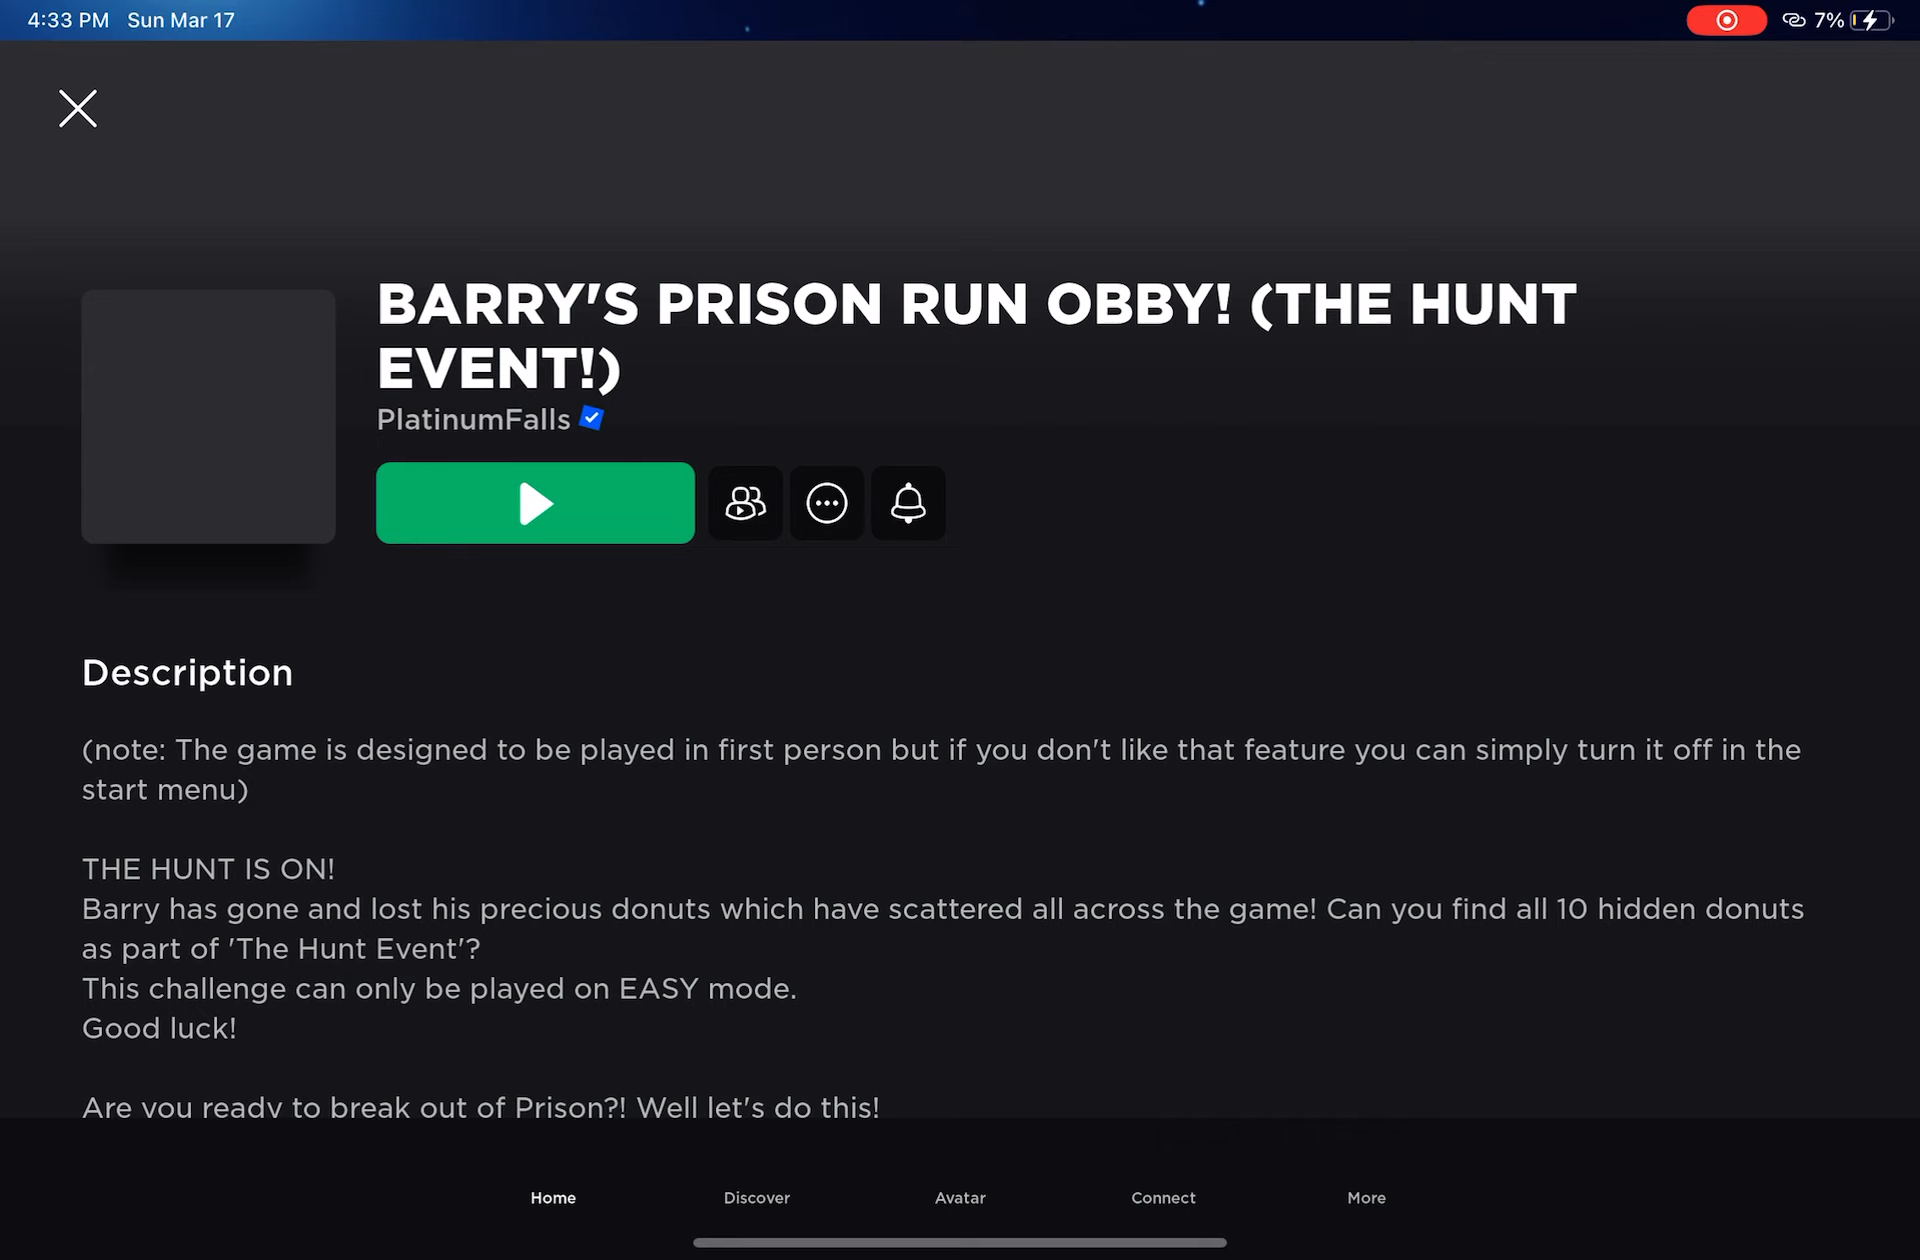 4:33 PM Sun Mar 17 7%
BARRY'S PRISON RUN OBBY! (THE HUNT
EVENT!)
PlatinumFalls
Description
(note: The game is designed to be played in first person but if you don't like that feature you can simply turn it off in the
start menu)
THE HUNT IS ON!
Barry has gone and lost his precious donuts which have scattered all across the game! Can you find all 10 hidden donuts
as part of 'The Hunt Event'?
This challenge can only be played on EASY mode.
Good luck!
Are you ready to break out of Prison?! Well let's do this!
Home Discover Avatar Connect More